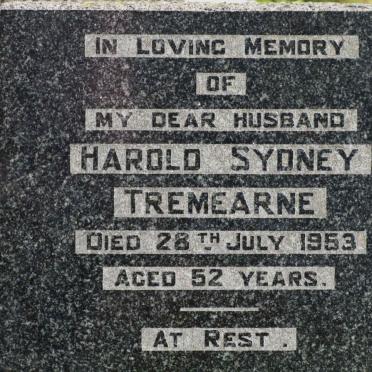 IN LOVING MEMORY
OF
MY DEAR HUSBAND
HAROLD SYDNEY
TREMEARNE
DIED 28TH JULY 1953
AGED 52 YEARS.
AT REST.